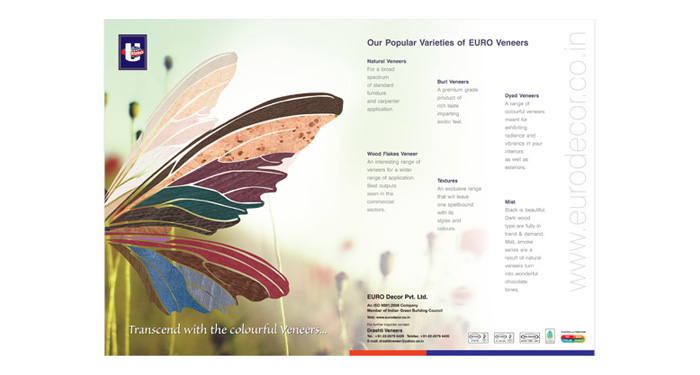 Our Popular Varieties of EURO Veneers
Natural Veneers
For a broad
spectrum
of standard
furniture
and carpenter
application.
Burl Veneers
A premium grade
product of
rich taste
imparting
exotic feel.
Dyed Veneers
A range of
colourful veneers
meant for
exhibiting
radiance and
vibrance in your
interiors
as well as
exteriors.
Wood Flakes Veneer
An interesting range of
veneers for a wider
range of application.
Best outputs
seen in the
commercial
sectors.
Textures
An exclusive range
that will leave
one spellbound
with its
styles and
colours.
Mist
Black is beautiful.
Dark wood
type are fully in
trend & demand.
Mist, smoke
series are a
result of natural
veneers turn
into wonderful
chocolate
tones.
www.eurodecor.co.in
Transcend with the colourful Veneers...
EURO Decor Pvt. Ltd.
An ISO 9001:2008 Company
Member of Indian Green Building Council
Web: www.eurodecor.co.in
For further inquiries contact
Drashti Veneers